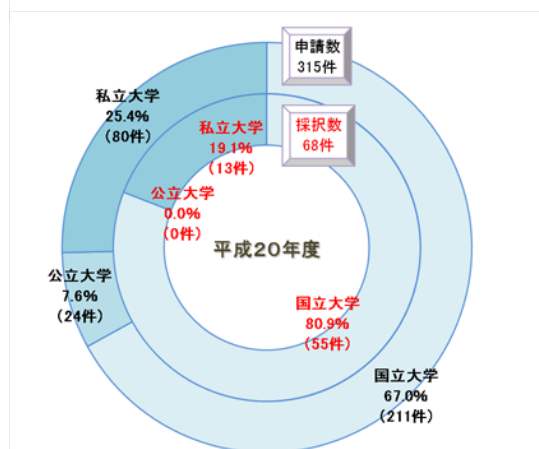 申請数
315件
私立大学
25.4%
(80件)
採択数
68件
私立大学
19.1%
(13件)
公立大学
0.0%
(0件)
平成20年度
公立大学
7.6%
(24件)
国立大学
80.9%
(55件)
国立大学
67.0%
(211件)